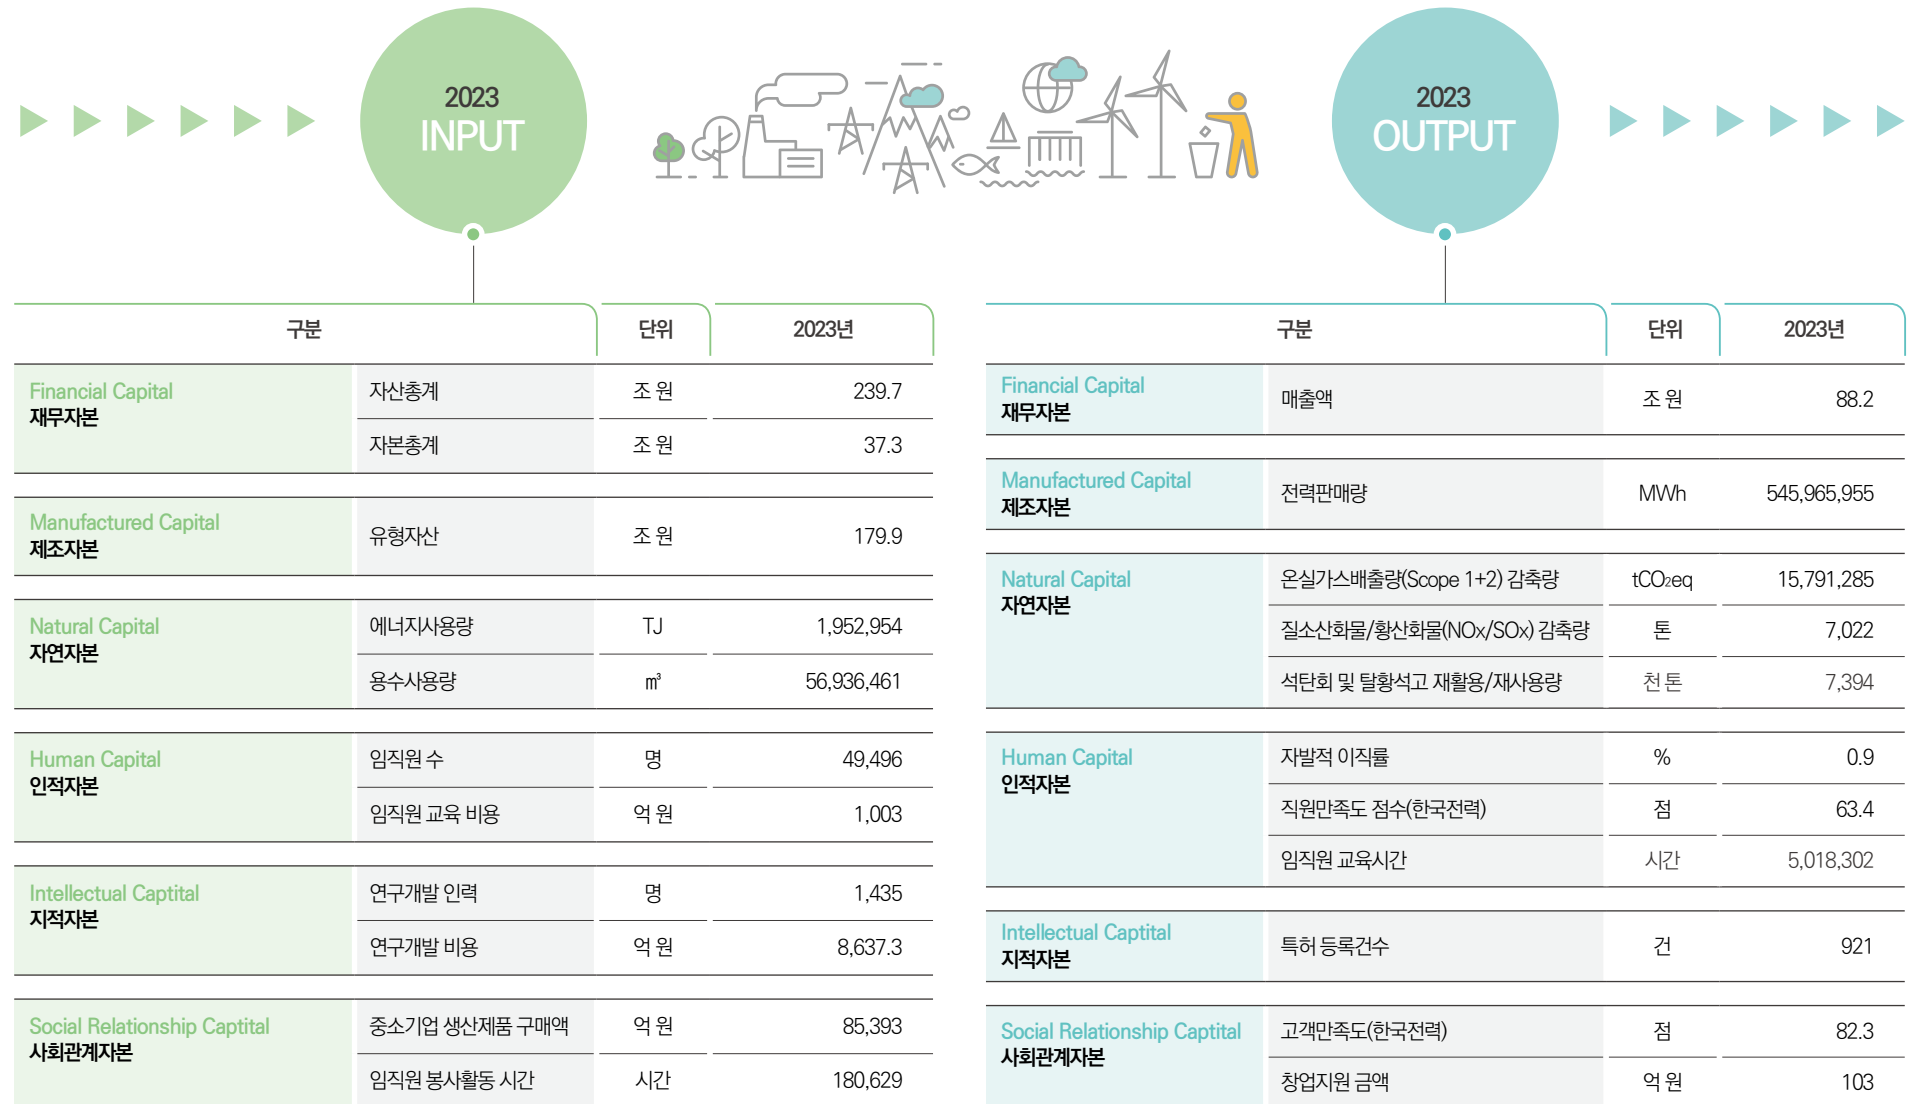 2023
INPUT
2023
OUTPUT
구분 단위 2023년
Financial Capital
재무자본
자산총계 조 원 239.7
자본총계 조 원 37.3
Manufactured Capital
제조자본
유형자산 조 원 179.9
Natural Capital
자연자본
에너지사용량 TJ 1,952,954
용수사용량 ㎥ 56,936,461
Human Capital
인적자본
임직원 수 명 49,496
임직원 교육 비용 억 원 1,003
Intellectual Captital
지적자본
연구개발 인력 명 1,435
연구개발 비용 억 원 8,637.3
Social Relationship Captital
사회관계자본
중소기업 생산제품 구매액 억 원 85,393
임직원 봉사활동 시간 시간 180,629
구분 단위 2023년
Financial Capital
재무자본
매출액 조 원 88.2
Manufactured Capital
제조자본
전력판매량 MWh 545,965,955
Natural Capital
자연자본
온실가스배출량(Scope 1+2) 감축량 tCO₂eq 15,791,285
질소산화물/황산화물(NOx/SOx) 감축량 톤 7,022
석탄회 및 탈황석고 재활용/재사용량 천 톤 7,394
Human Capital
인적자본
자발적 이직률 % 0.9
직원만족도 점수(한국전력) 점 63.4
임직원 교육시간 시간 5,018,302
Intellectual Captital
지적자본
특허 등록건수 건 921
Social Relationship Captital
사회관계자본
고객만족도(한국전력) 점 82.3
창업지원 금액 억 원 103